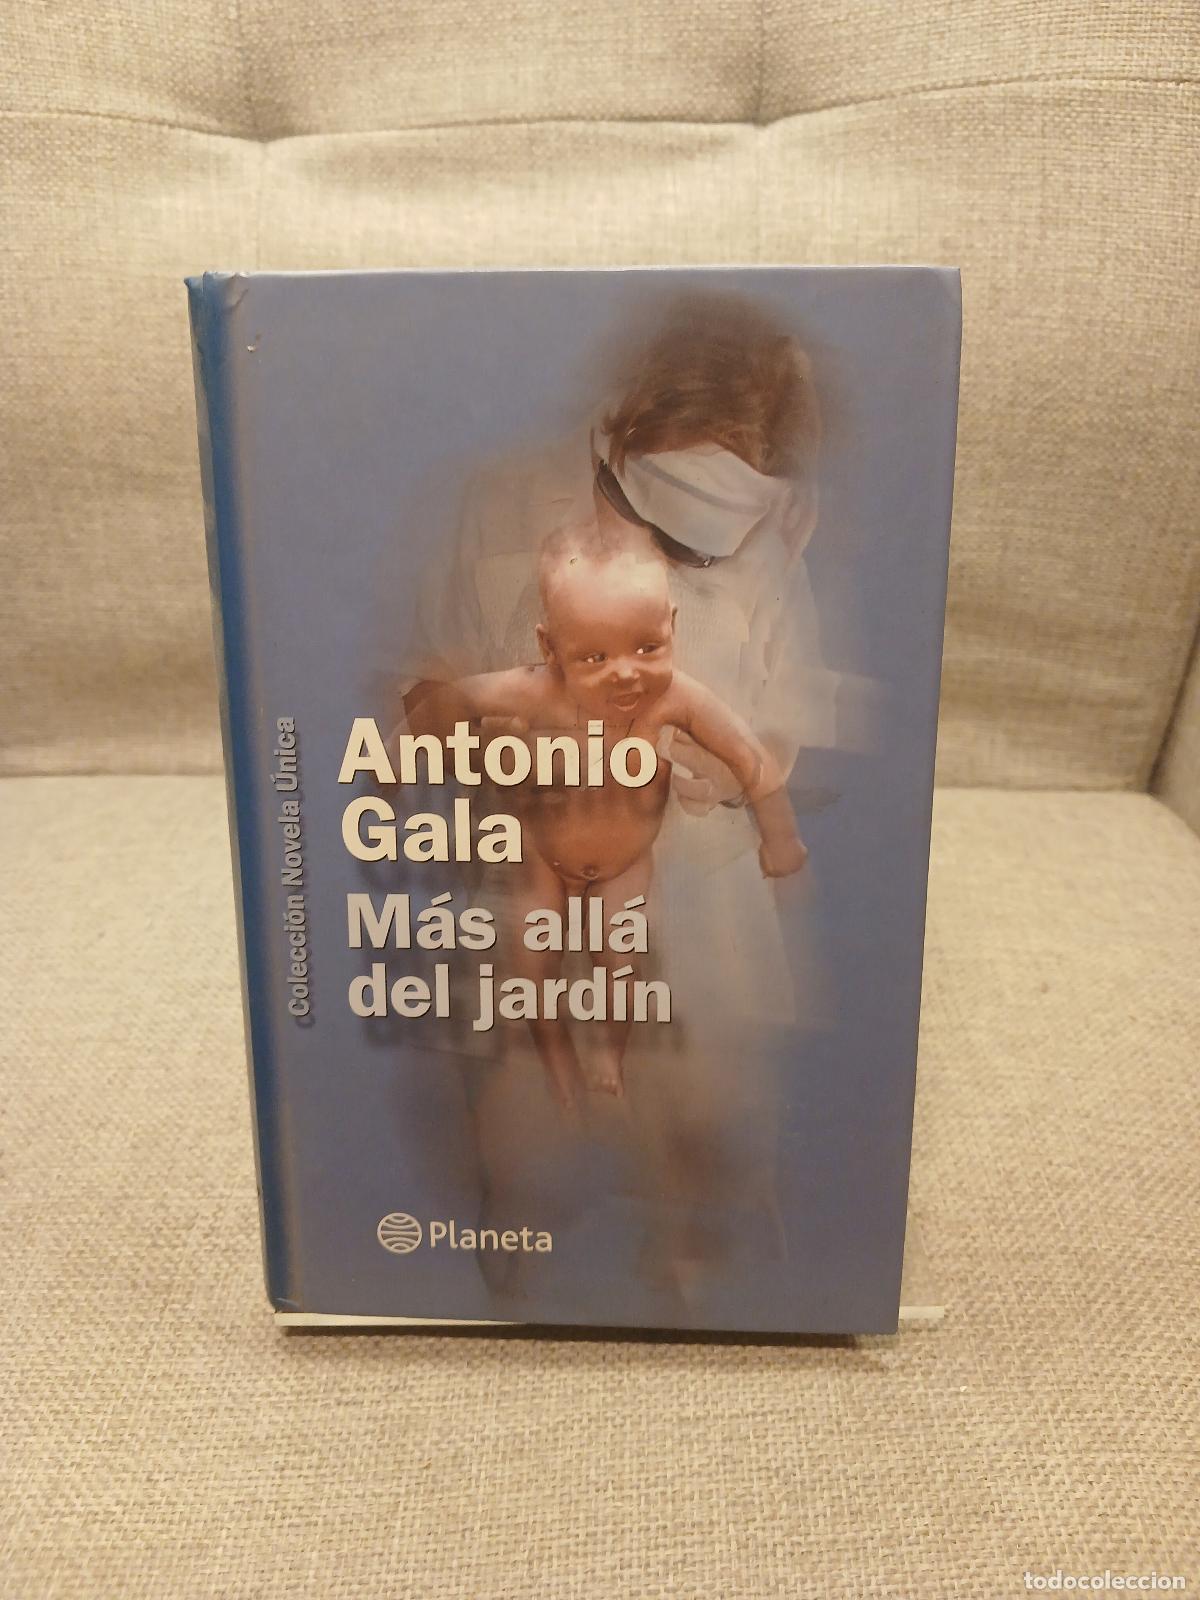 Antonio
Gala
Más allá
del jardín
Colección Novela Única
Planeta
todocoleccion